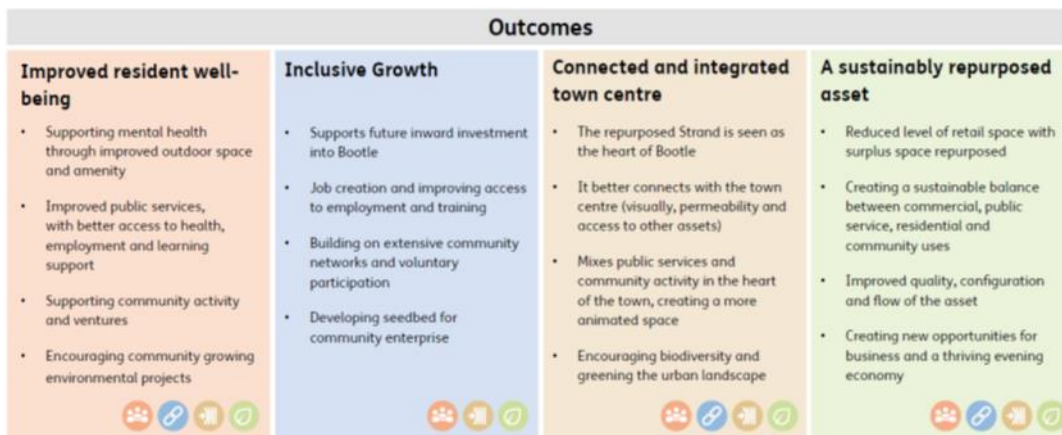 Outcomes
Improved resident well-
being
• Supporting mental health
through improved outdoor space
and amenity
• Improved public services,
with better access to health,
employment and learning
support
• Supporting community activity
and ventures
• Encouraging community growing
environmental projects
Inclusive Growth
• Supports future inward investment
into Bootle
• Job creation and improving access
to employment and training
• Building on extensive community
networks and voluntary
participation
• Developing seedbed for
community enterprise
Connected and integrated
town centre
• The repurposed Strand is seen as
the heart of Bootle
• It better connects with the town
centre (visually, permeability and
access to other assets)
• Mixes public services and
community activity in the heart
of the town, creating a more
animated space
• Encouraging biodiversity and
greening the urban landscape
A sustainably repurposed
asset
• Reduced level of retail space with
surplus space repurposed
• Creating a sustainable balance
between commercial, public
service, residential and
community uses
• Improved quality, configuration
and flow of the asset
• Creating new opportunities for
business and a thriving evening
economy